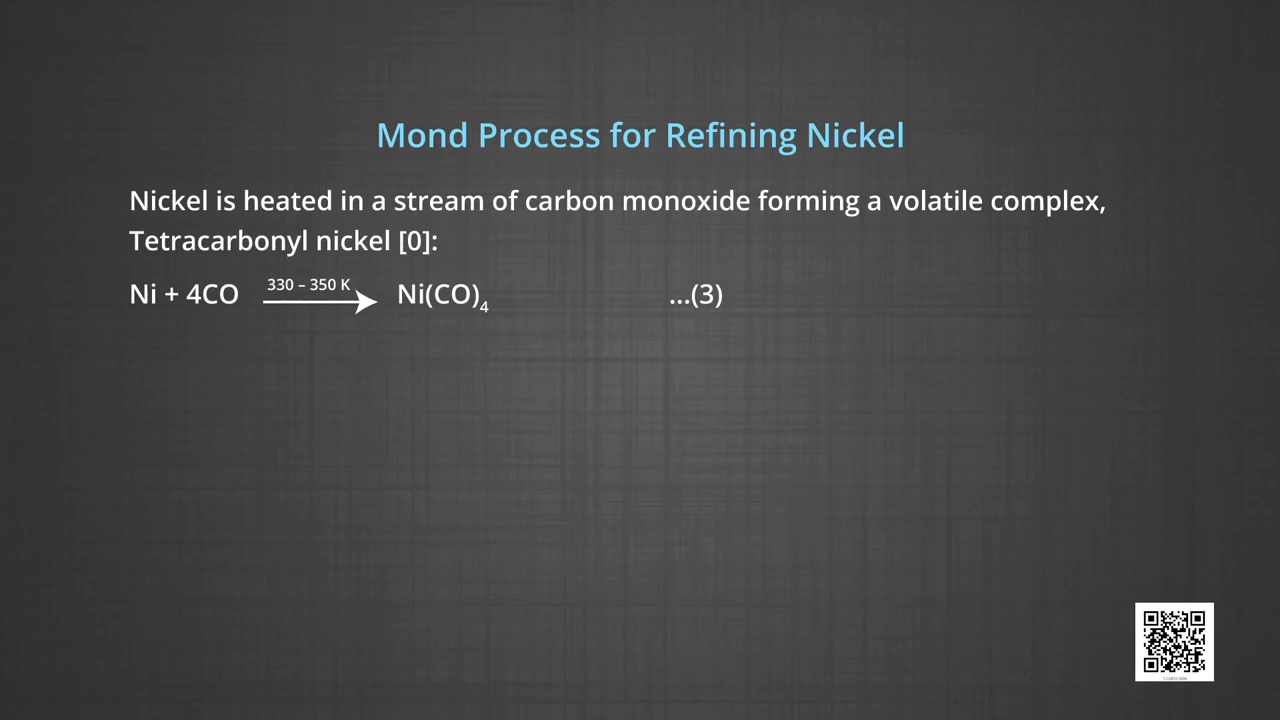 Mond Process for Refining Nickel
Nickel is heated in a stream of carbon monoxide forming a volatile complex,
Tetracarbonyl nickel [0]:
Ni + 4CO 330 – 350 K Ni(CO)₄ ...(3)